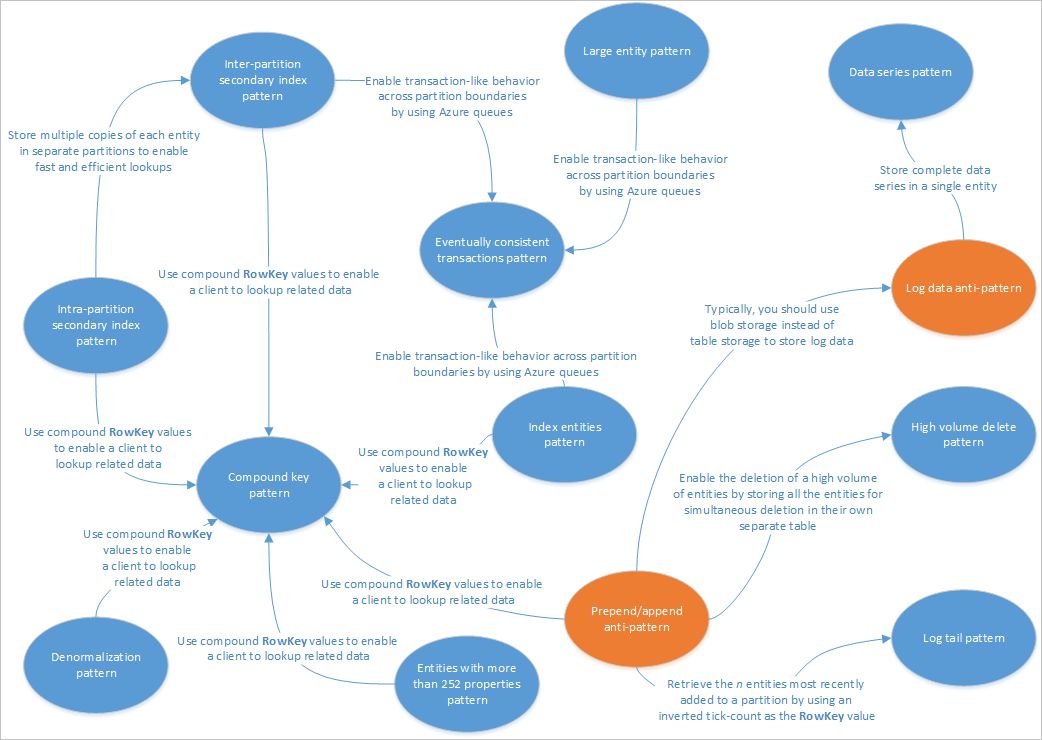 Inter-partition
secondary index
pattern
Large entity pattern
Data series pattern
Enable transaction-like behavior
across partition boundaries
by using Azure queues
Store multiple copies of each entity
in separate partitions to enable
fast and efficient lookups
Enable transaction-like behavior
across partition boundaries
by using Azure queues
Store complete data
series in a single entity
Eventually consistent
transactions pattern
Use compound RowKey values to enable
a client to lookup related data
Log data anti-pattern
Intra-partition
secondary index
pattern
Typically, you should use
blob storage instead of
table storage to store log data
Enable transaction-like behavior across partition
boundaries by using Azure queues
Use compound RowKey values
to enable a client to
lookup related data
Index entities
pattern
High volume delete
pattern
Use compound RowKey
values to enable
a client to lookup
related data
Compound key
pattern
Enable the deletion of a high volume
of entities by storing all the entities for
simultaneous deletion in their own
separate table
Use compound RowKey
values to enable
a client to lookup
related data
Use compound RowKey values to enable
a client to lookup related data
Prepend/append
anti-pattern
Log tail pattern
Use compound RowKey values to enable
a client to lookup related data
Denormalization
pattern
Entities with more
than 252 properties
pattern
Retrieve the n entities most recently
added to a partition by using an
inverted tick-count as the RowKey value